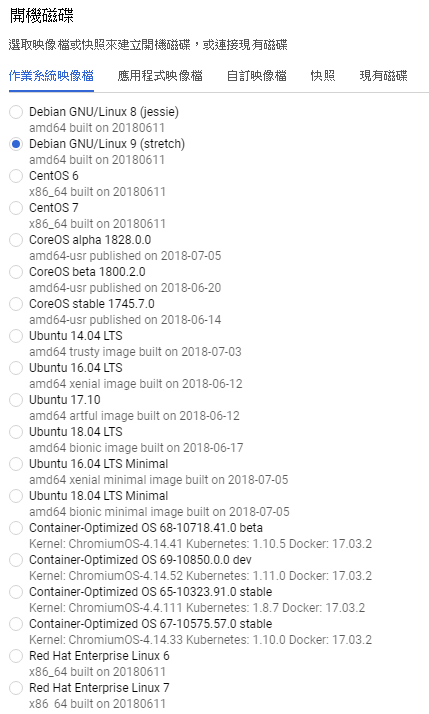 開機磁碟
選取映像檔或快照來建立開機磁碟，或連接現有磁碟
作業系統映像檔 應用程式映像檔 自訂映像檔 快照 現有磁碟
Debian GNU/Linux 8 (jessie)
amd64 built on 20180611
Debian GNU/Linux 9 (stretch)
amd64 built on 20180611
CentOS 6
x86_64 built on 20180611
CentOS 7
x86_64 built on 20180611
CoreOS alpha 1828.0.0
amd64-usr published on 2018-07-05
CoreOS beta 1800.2.0
amd64-usr published on 2018-06-20
CoreOS stable 1745.7.0
amd64-usr published on 2018-06-14
Ubuntu 14.04 LTS
amd64 trusty image built on 2018-07-03
Ubuntu 16.04 LTS
amd64 xenial image built on 2018-06-12
Ubuntu 17.10
amd64 artful image built on 2018-06-12
Ubuntu 18.04 LTS
amd64 bionic image built on 2018-06-17
Ubuntu 16.04 LTS Minimal
amd64 xenial minimal image built on 2018-07-05
Ubuntu 18.04 LTS Minimal
amd64 bionic minimal image built on 2018-07-05
Container-Optimized OS 68-10718.41.0 beta
Kernel: ChromiumOS-4.14.41 Kubernetes: 1.10.5 Docker: 17.03.2
Container-Optimized OS 69-10850.0.0 dev
Kernel: ChromiumOS-4.14.52 Kubernetes: 1.11.0 Docker: 17.03.2
Container-Optimized OS 65-10323.91.0 stable
Kernel: ChromiumOS-4.4.111 Kubernetes: 1.8.7 Docker: 17.03.2
Container-Optimized OS 67-10575.57.0 stable
Kernel: ChromiumOS-4.14.33 Kubernetes: 1.10.0 Docker: 17.03.2
Red Hat Enterprise Linux 6
x86_64 built on 20180611
Red Hat Enterprise Linux 7
x86_64 built on 20180611